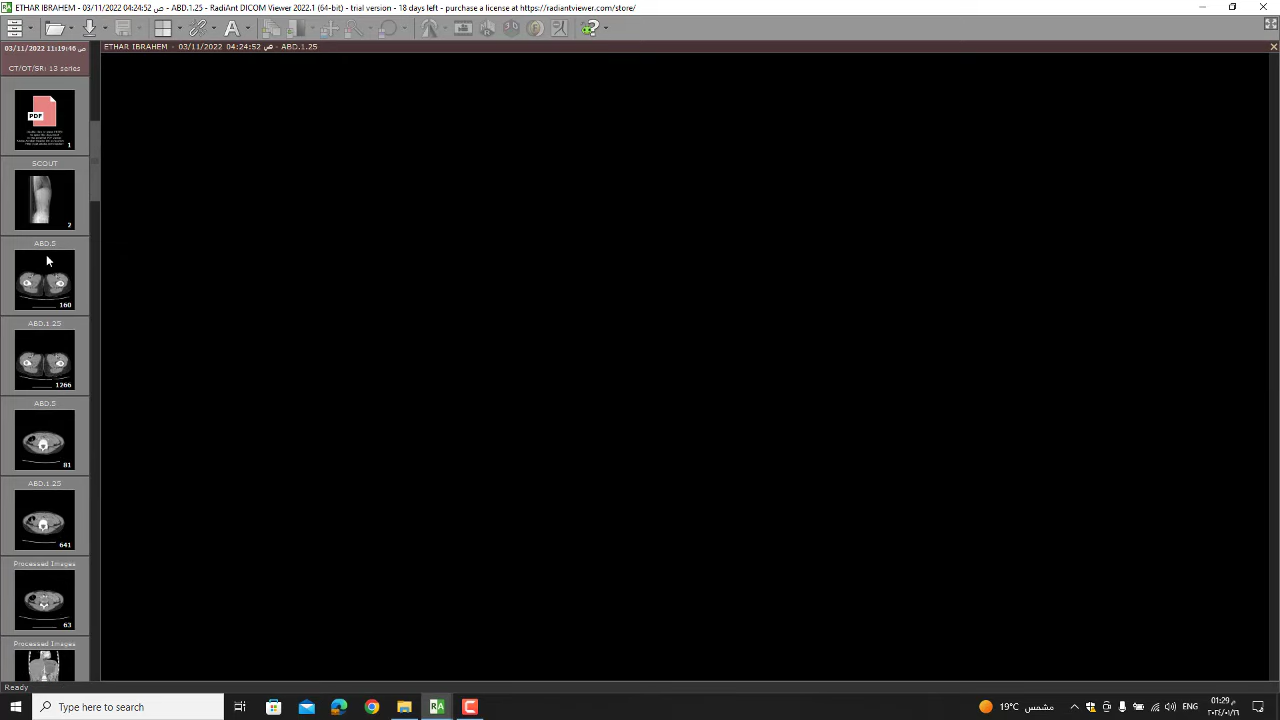 ETHAR IBRAHEM - 03/11/2022 04:24:52 ص - ABD.1.25 - RadiAnt DICOM Viewer 2022.1 (64-bit) - trial version - 18 days left - purchase a license at https://radiantviewer.com/store/
03/11/2022 11:19:46 ص
CT/OT/SR: 13 series
ETHAR IBRAHEM - 03/11/2022 04:24:52 ص - ABD.1.25
PDF
1
SCOUT
2
ABD.5
160
ABD.1.25
1266
ABD.5
81
ABD.1.25
641
Processed Images
63
Processed Images
Ready
Type here to search
19°C مشمس
ENG
01:29 م